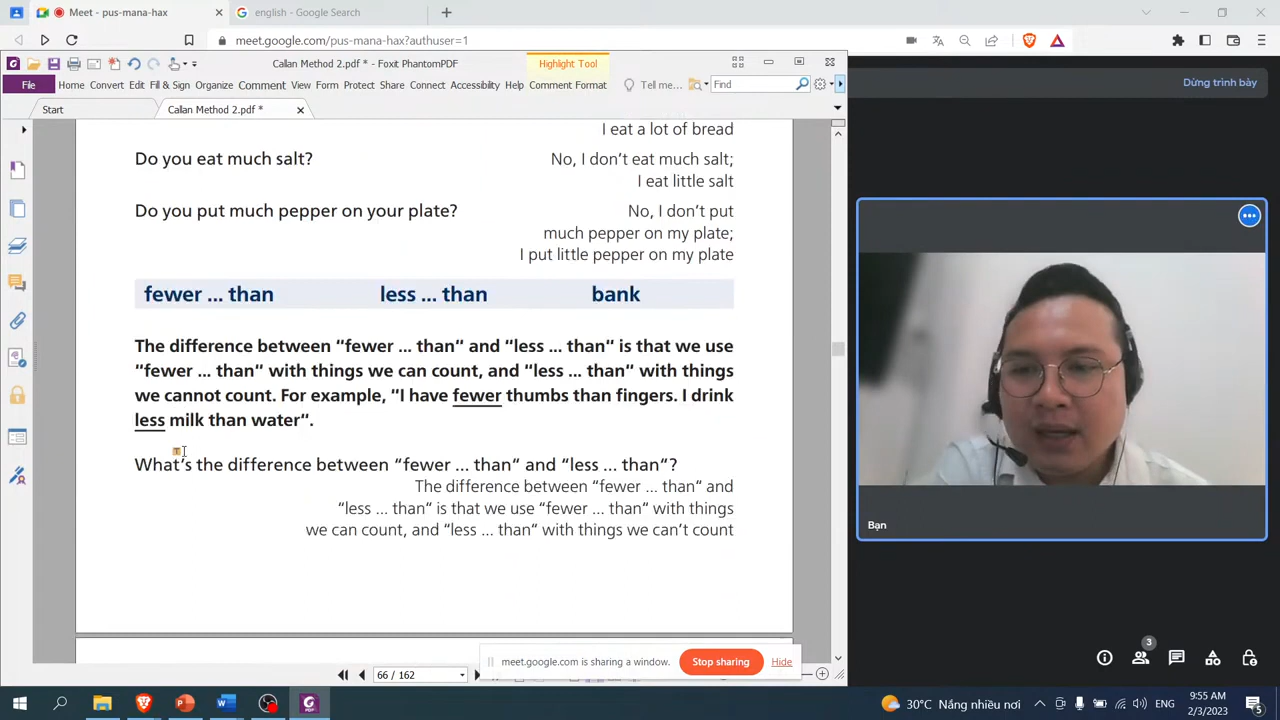 Meet - pus-mana-hax
english - Google Search
meet.google.com/pus-mana-hax?authuser=1
Callan Method 2.pdf * - Foxit PhantomPDF
Highlight Tool
File
Home
Convert
Edit
Fill & Sign
Organize
Comment
View
Form
Protect
Share
Connect
Accessibility
Help
Comment Format
Tell me...
Find
Start
Callan Method 2.pdf *
Dừng trình bày
I eat a lot of bread
Do you eat much salt?
No, I don't eat much salt;
I eat little salt
Do you put much pepper on your plate?
No, I don't put
much pepper on my plate;
I put little pepper on my plate
fewer ... than
less ... than
bank
The difference between "fewer ... than" and "less ... than" is that we use
"fewer ... than" with things we can count, and "less ... than" with things
we cannot count. For example, "I have fewer thumbs than fingers. I drink
less milk than water".
What's the difference between "fewer ... than" and "less ... than"?
The difference between "fewer ... than" and
"less ... than" is that we use "fewer ... than" with things
we can count, and "less ... than" with things we can't count
Bạn
meet.google.com is sharing a window.
Stop sharing
Hide
66 / 162
3
30°C Nắng nhiều nơi
ENG
9:55 AM
2/3/2023
5